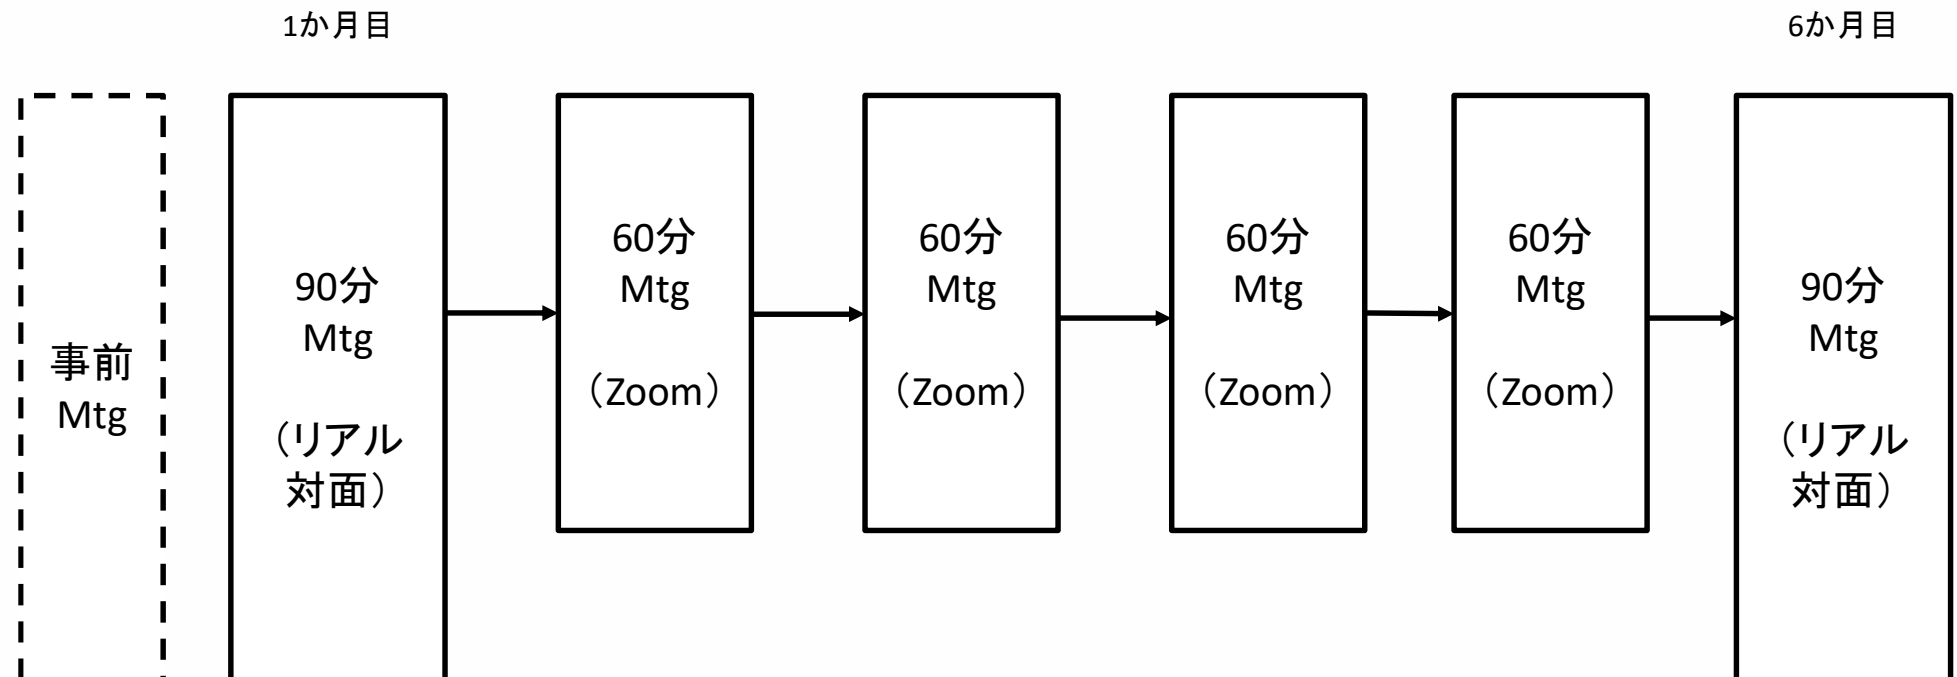 1か月目
6か月目
事前
Mtg
90分
Mtg
（リアル
対面）
60分
Mtg
（Zoom）
60分
Mtg
（Zoom）
60分
Mtg
（Zoom）
60分
Mtg
（Zoom）
90分
Mtg
（リアル
対面）